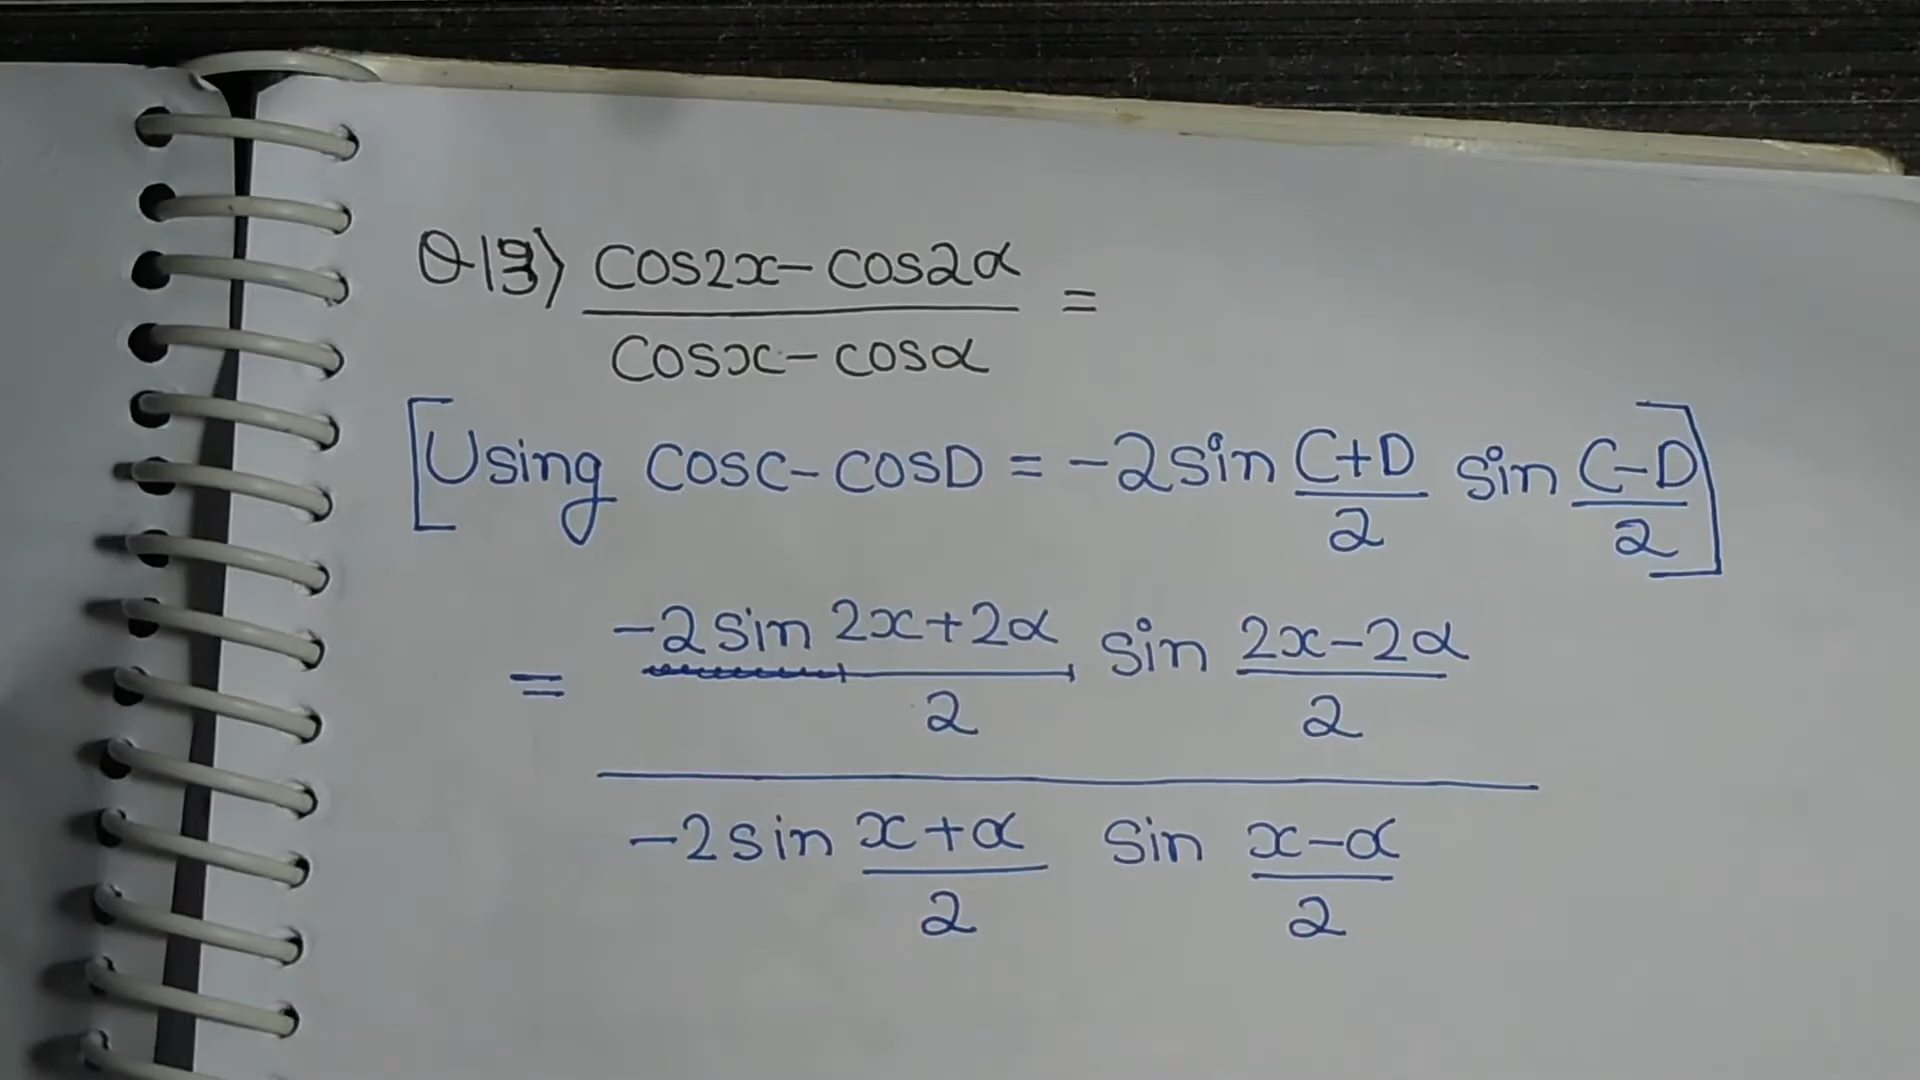 Q13) cos2x - cos2α =
cosx - cosα
[Using cosC - cosD = -2sin C+D/2 sin C-D/2]
= -2sin 2x+2α/2 sin 2x-2α/2
-2sin x+α/2 sin x-α/2